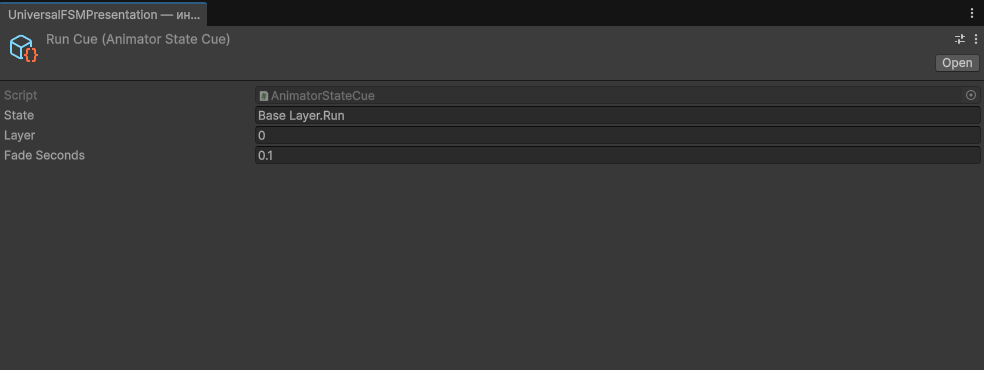 UniversalFSMPresentation — ин...
Run Cue (Animator State Cue)
Open
Script AnimatorStateCue
State Base Layer.Run
Layer 0
Fade Seconds 0.1